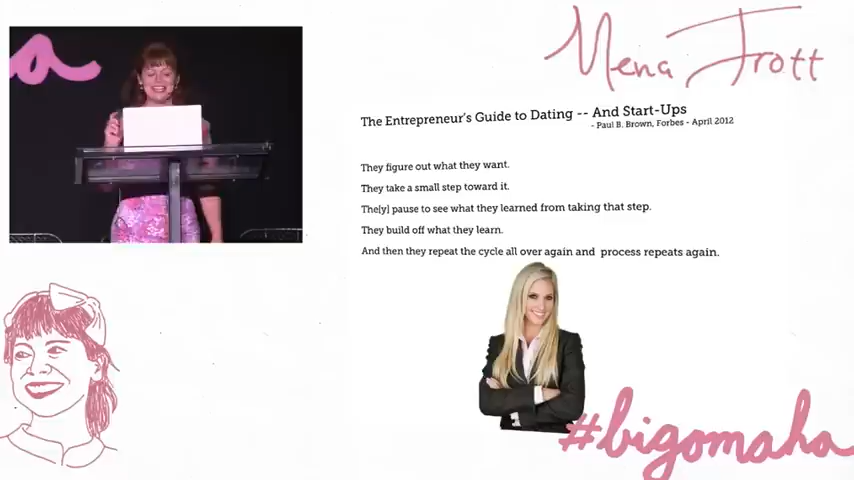 a
Mena Trott
The Entrepreneur's Guide to Dating -- And Start-Ups
- Paul B. Brown, Forbes - April 2012
They figure out what they want.
They take a small step toward it.
The[y] pause to see what they learned from taking that step.
They build off what they learn.
And then they repeat the cycle all over again and process repeats again.
#bigomaha